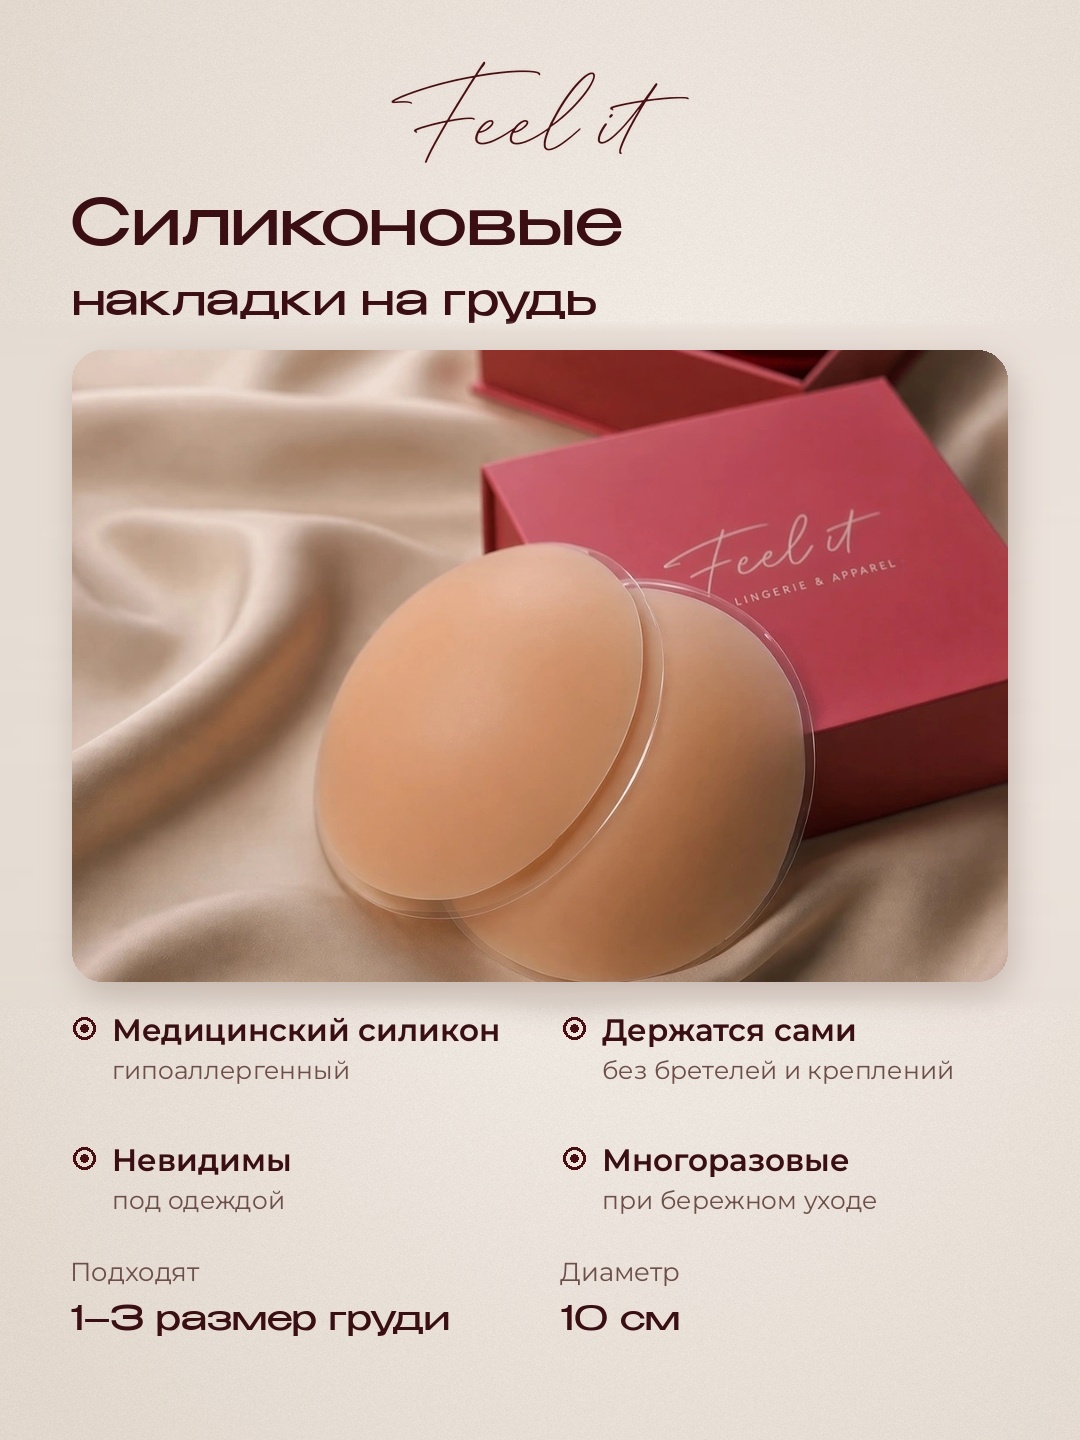 Feel it
Силиконовые
накладки на грудь
Feel it
LINGERIE & APPAREL
Медицинский силикон
гипоаллергенный
Держатся сами
без бретелей и креплений
Невидимы
под одеждой
Многоразовые
при бережном уходе
Подходят
1–3 размер груди
Диаметр
10 см